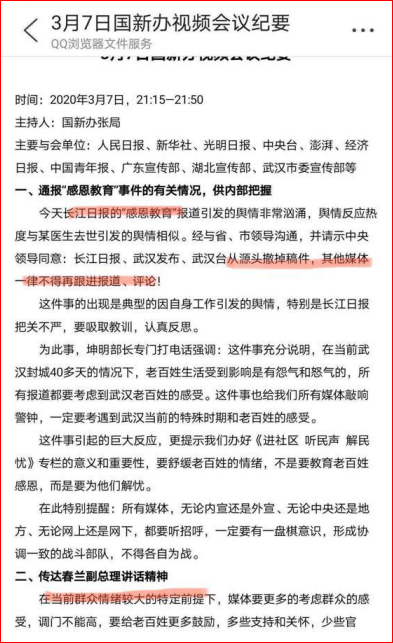 3月7日国新办视频会议纪要
QQ浏览器文件服务
3月7日国新办视频会议纪要
时间：2020年3月7日，21:15—21:50
主持人：国新办张局
主要与会单位：人民日报、新华社、光明日报、中央台、澎湃、经济
日报、中国青年报、广东宣传部、湖北宣传部、武汉市委宣传部等
一、通报“感恩教育”事件的有关情况，供内部把握
今天长江日报的“感恩教育”报道引发的舆情非常汹涌，舆情反应热
度与某医生去世引发的舆情相似。经与省、市领导沟通，并请示中央
领导同意：长江日报、武汉发布、武汉台从源头撤掉稿件，其他媒体
一律不得再跟进报道、评论！
这件事的出现是典型的因自身工作引发的舆情，特别是长江日报
把关不严，要吸取教训，认真反思。
为此事，坤明部长专门打电话强调：这件事充分说明，在当前武
汉封城40多天的情况下，老百姓生活受到影响是有怨气和怒气的，所
有报道都要考虑到武汉老百姓的感受。这件事也给我们所有媒体敲响
警钟，一定要考遇到武汉当前的特殊时期和老百姓的感受。
这件事引起的巨大反应，更提示我们办好《进社区 听民声 解民
忧》专栏的意义和重要性，要舒缓老百姓的情绪，不是要教育老百姓
感恩，而是要为他们解忧。
在此特别提醒：所有媒体，无论内宣还是外宣、无论中央还是地
方、无论网上还是网下，都要听招呼，一定要有一盘棋意识，形成协
调一致的战斗部队，不得各自为战。
二、传达春兰副总理讲话精神
在当前群众情绪较大的特定前提下，媒体要更多的考虑群众的感
受，调门不能高，要给老百姓更多鼓励，多些支持和关怀，少些官